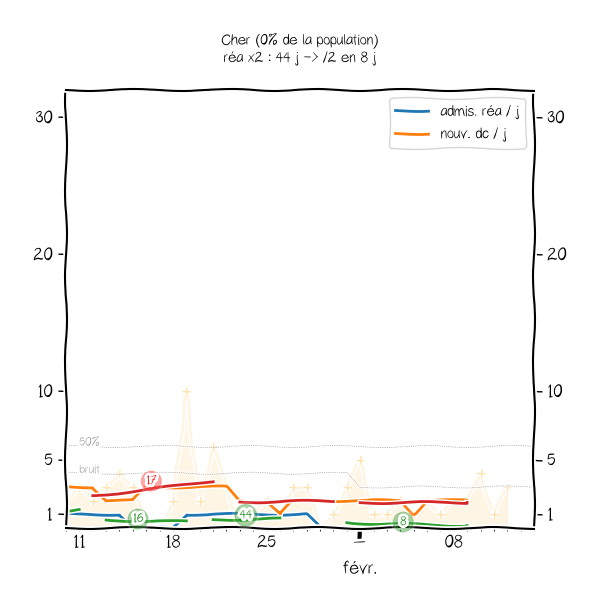 Cher (0% de la population)
réa x2 : 44 j -> /2 en 8 j
admis. réa / j
nouv. dc / j
30 30
20 20
10 10
50% 5
bruit
17
1 16 44 8 1
11 18 25 1 08
févr.